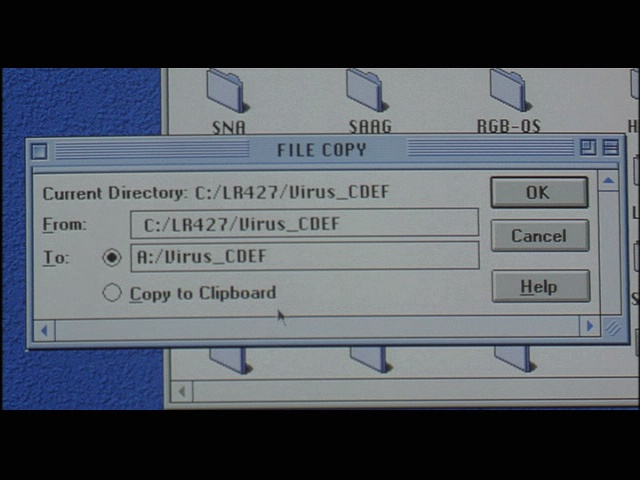 SNA SAAG RGB-QS H
FILE COPY
Current Directory: C:/LR427/Virus_CDEF
OK
From: C:/LR427/Virus_CDEF
Cancel
To: A:/Virus_CDEF
Copy to Clipboard
Help